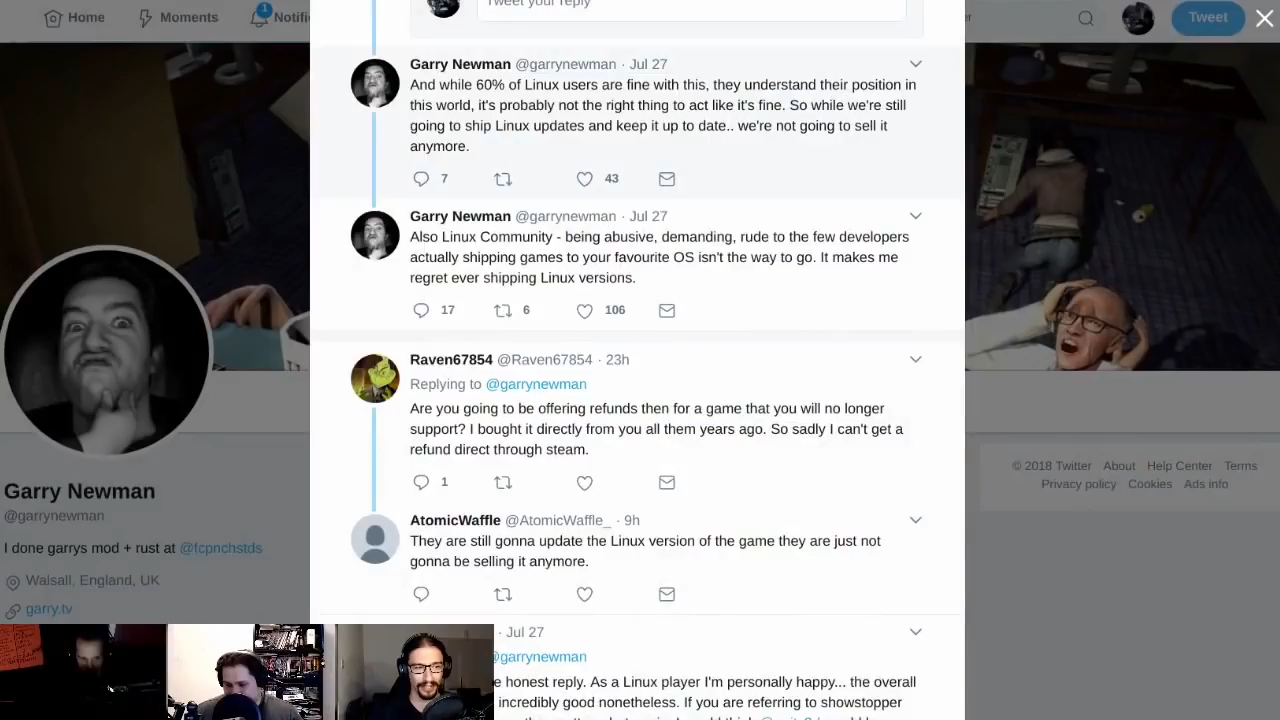 Home
Moments
1
Tweet
Tweet your reply
Garry Newman @garrynewman · Jul 27
And while 60% of Linux users are fine with this, they understand their position in
this world, it's probably not the right thing to act like it's fine. So while we're still
going to ship Linux updates and keep it up to date.. we're not going to sell it
anymore.
7 43
Garry Newman @garrynewman · Jul 27
Also Linux Community - being abusive, demanding, rude to the few developers
actually shipping games to your favourite OS isn't the way to go. It makes me
regret ever shipping Linux versions.
17 6 106
Raven67854 @Raven67854 · 23h
Replying to @garrynewman
Are you going to be offering refunds then for a game that you will no longer
support? I bought it directly from you all them years ago. So sadly I can't get a
refund direct through steam.
1
AtomicWaffle @AtomicWaffle_ · 9h
They are still gonna update the Linux version of the game they are just not
gonna be selling it anymore.
· Jul 27
@garrynewman
honest reply. As a Linux player I'm personally happy... the overall
incredibly good nonetheless. If you are referring to showstopper
Garry Newman
@garrynewman
I done garrys mod + rust at @fcpnchstds
Walsall, England, UK
garry.tv
© 2018 Twitter About Help Center Terms
Privacy policy Cookies Ads info